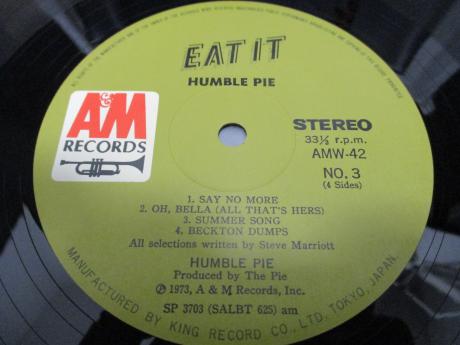 EAT IT
HUMBLE PIE
A&M
RECORDS
STEREO
33⅓ r.p.m.
AMW-42
NO. 3
(4 Sides)
1. SAY NO MORE
2. OH, BELLA (ALL THAT'S HERS)
3. SUMMER SONG
4. BECKTON DUMPS
All selections written by Steve Marriott
HUMBLE PIE
Produced by The Pie
℗ 1973, A & M Records, Inc.
SP 3703 (SALBT 625) am
MANUFACTURED BY KING RECORD CO., LTD, TOKYO, JAPAN.